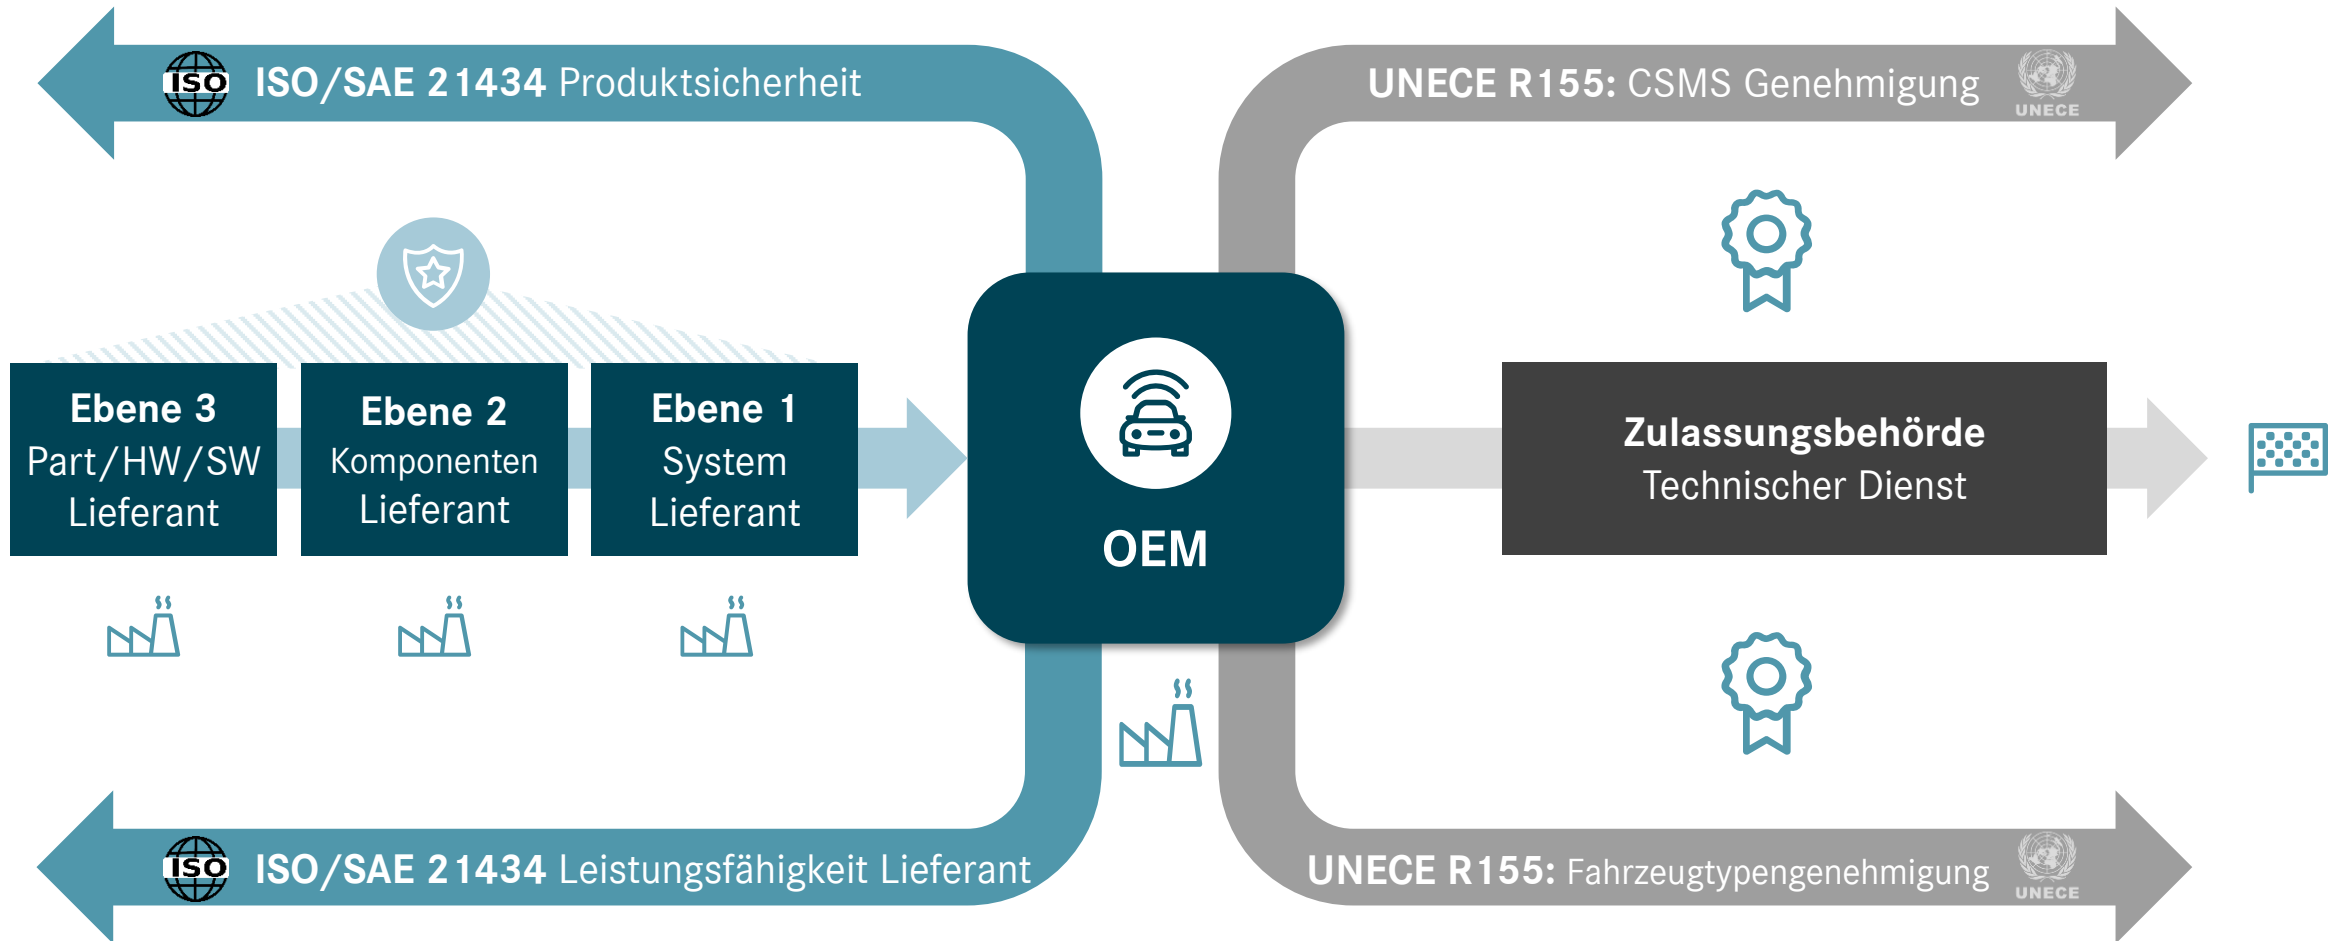 ISO ISO/SAE 21434 Produktsicherheit
UNECE R155: CSMS Genehmigung
UNECE
Ebene 3
Part/HW/SW
Lieferant
Ebene 2
Komponenten
Lieferant
Ebene 1
System
Lieferant
OEM
Zulassungsbehörde
Technischer Dienst
ISO ISO/SAE 21434 Leistungsfähigkeit Lieferant
UNECE R155: Fahrzeugtypengenehmigung
UNECE